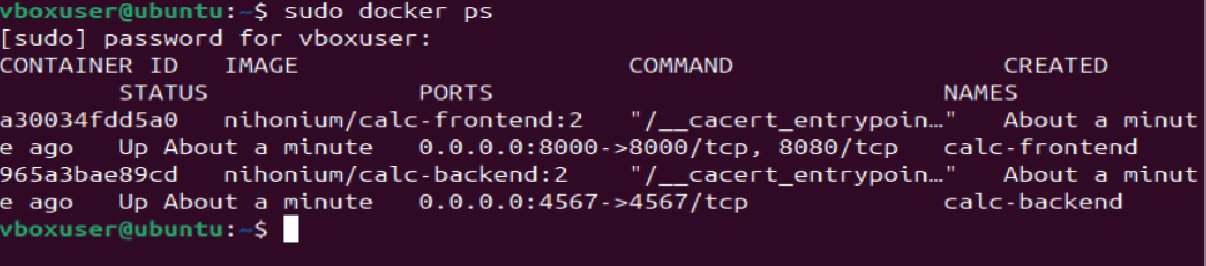 vboxuser@ubuntu:~$ sudo docker ps
[sudo] password for vboxuser:
CONTAINER ID   IMAGE                      COMMAND                  CREATED
       STATUS              PORTS                              NAMES
a30034fdd5a0   nihonium/calc-frontend:2   "/__cacert_entrypoin…"   About a minut
e ago   Up About a minute   0.0.0.0:8000->8000/tcp, 8080/tcp   calc-frontend
965a3bae89cd   nihonium/calc-backend:2    "/__cacert_entrypoin…"   About a minut
e ago   Up About a minute   0.0.0.0:4567->4567/tcp             calc-backend
vboxuser@ubuntu:~$